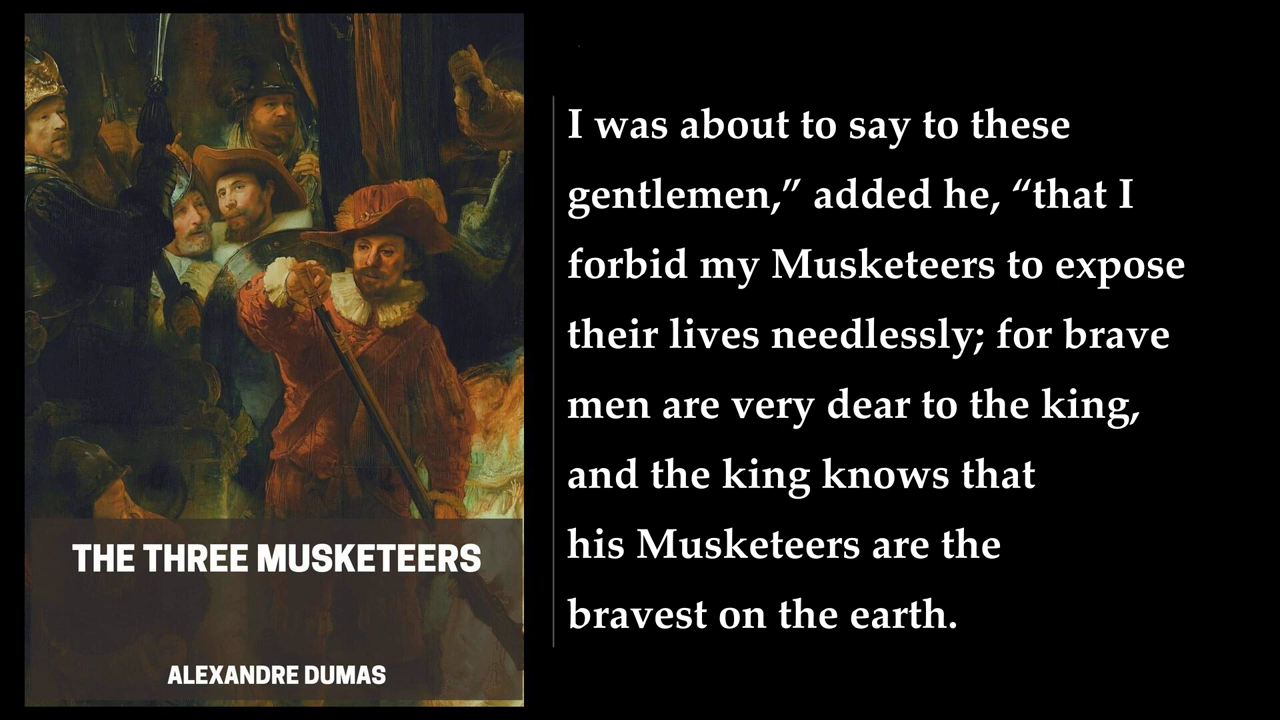 THE THREE MUSKETEERS
ALEXANDRE DUMAS
I was about to say to these
gentlemen,” added he, “that I
forbid my Musketeers to expose
their lives needlessly; for brave
men are very dear to the king,
and the king knows that
his Musketeers are the
bravest on the earth.